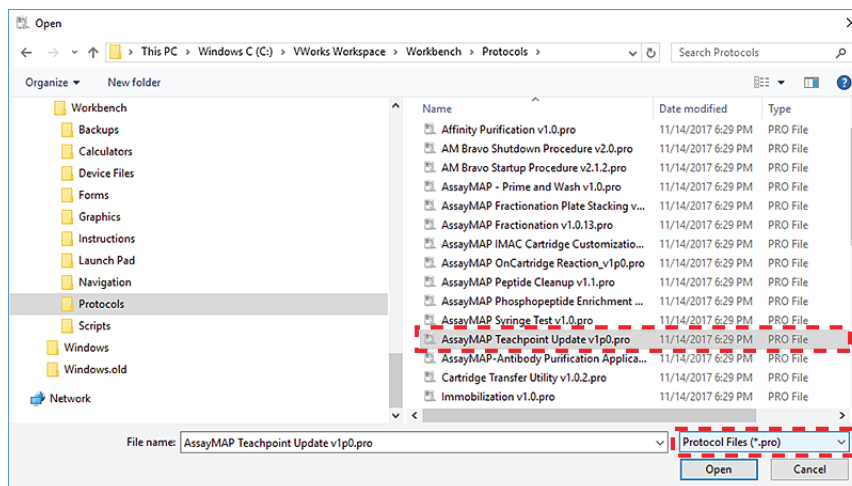 Open
This PC > Windows C (C:) > VWorks Workspace > Workbench > Protocols >
Search Protocols
Organize
New folder
Workbench
Backups
Calculators
Device Files
Forms
Graphics
Instructions
Launch Pad
Navigation
Protocols
Scripts
Windows
Windows.old
Network
Name Date modified Type
Affinity Purification v1.0.pro 11/14/2017 6:29 PM PRO File
AM Bravo Shutdown Procedure v2.0.pro 11/14/2017 6:29 PM PRO File
AM Bravo Startup Procedure v2.1.2.pro 11/14/2017 6:29 PM PRO File
AssayMAP - Prime and Wash v1.0.pro 11/14/2017 6:29 PM PRO File
AssayMAP Fractionation Plate Stacking v... 11/14/2017 6:29 PM PRO File
AssayMAP Fractionation v1.0.13.pro 11/14/2017 6:29 PM PRO File
AssayMAP IMAC Cartridge Customizatio... 11/14/2017 6:29 PM PRO File
AssayMAP OnCartridge Reaction_v1p0.pro 11/14/2017 6:29 PM PRO File
AssayMAP Peptide Cleanup v1.1.pro 11/14/2017 6:29 PM PRO File
AssayMAP Phosphopeptide Enrichment ... 11/14/2017 6:29 PM PRO File
AssayMAP Syringe Test v1.0.pro 11/14/2017 6:29 PM PRO File
AssayMAP Teachpoint Update v1p0.pro 11/14/2017 6:29 PM PRO File
AssayMAP-Antibody Purification Applica... 11/14/2017 6:29 PM PRO File
Cartridge Transfer Utility v1.0.2.pro 11/14/2017 6:29 PM PRO File
Immobilization v1.0.pro 11/14/2017 6:29 PM PRO File
File name: AssayMAP Teachpoint Update v1p0.pro
Protocol Files (*.pro)
Open
Cancel